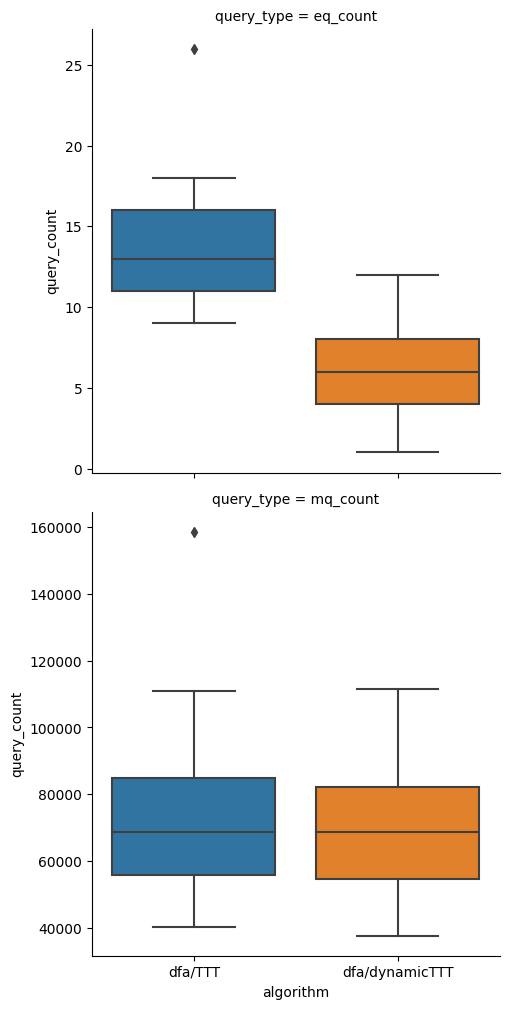 query_type = eq_count
25
20
15
10
5
0
query_count
query_type = mq_count
160000
140000
120000
100000
80000
60000
40000
query_count
dfa/TTT dfa/dynamicTTT
algorithm